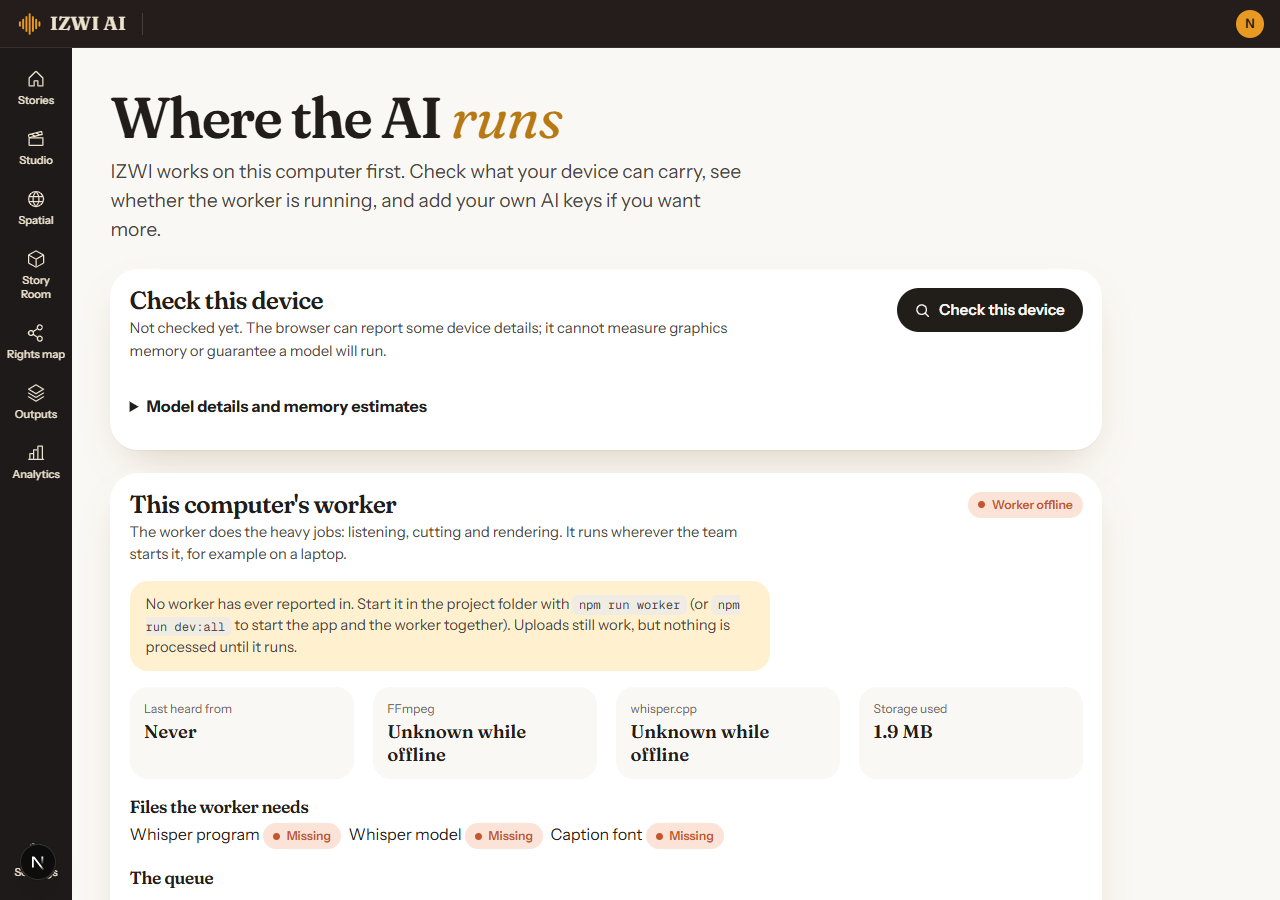 IZWI AI
N
Stories
Studio
Spatial
Story
Room
Rights map
Outputs
Analytics
N
Where the AI runs
IZWI works on this computer first. Check what your device can carry, see
whether the worker is running, and add your own AI keys if you want
more.
Check this device
Check this device
Not checked yet. The browser can report some device details; it cannot measure graphics
memory or guarantee a model will run.
Model details and memory estimates
This computer's worker
Worker offline
The worker does the heavy jobs: listening, cutting and rendering. It runs wherever the team
starts it, for example on a laptop.
No worker has ever reported in. Start it in the project folder with npm run worker (or npm
run dev:all to start the app and the worker together). Uploads still work, but nothing is
processed until it runs.
Last heard from
Never
FFmpeg
Unknown while
offline
whisper.cpp
Unknown while
offline
Storage used
1.9 MB
Files the worker needs
Whisper program Missing Whisper model Missing Caption font Missing
The queue